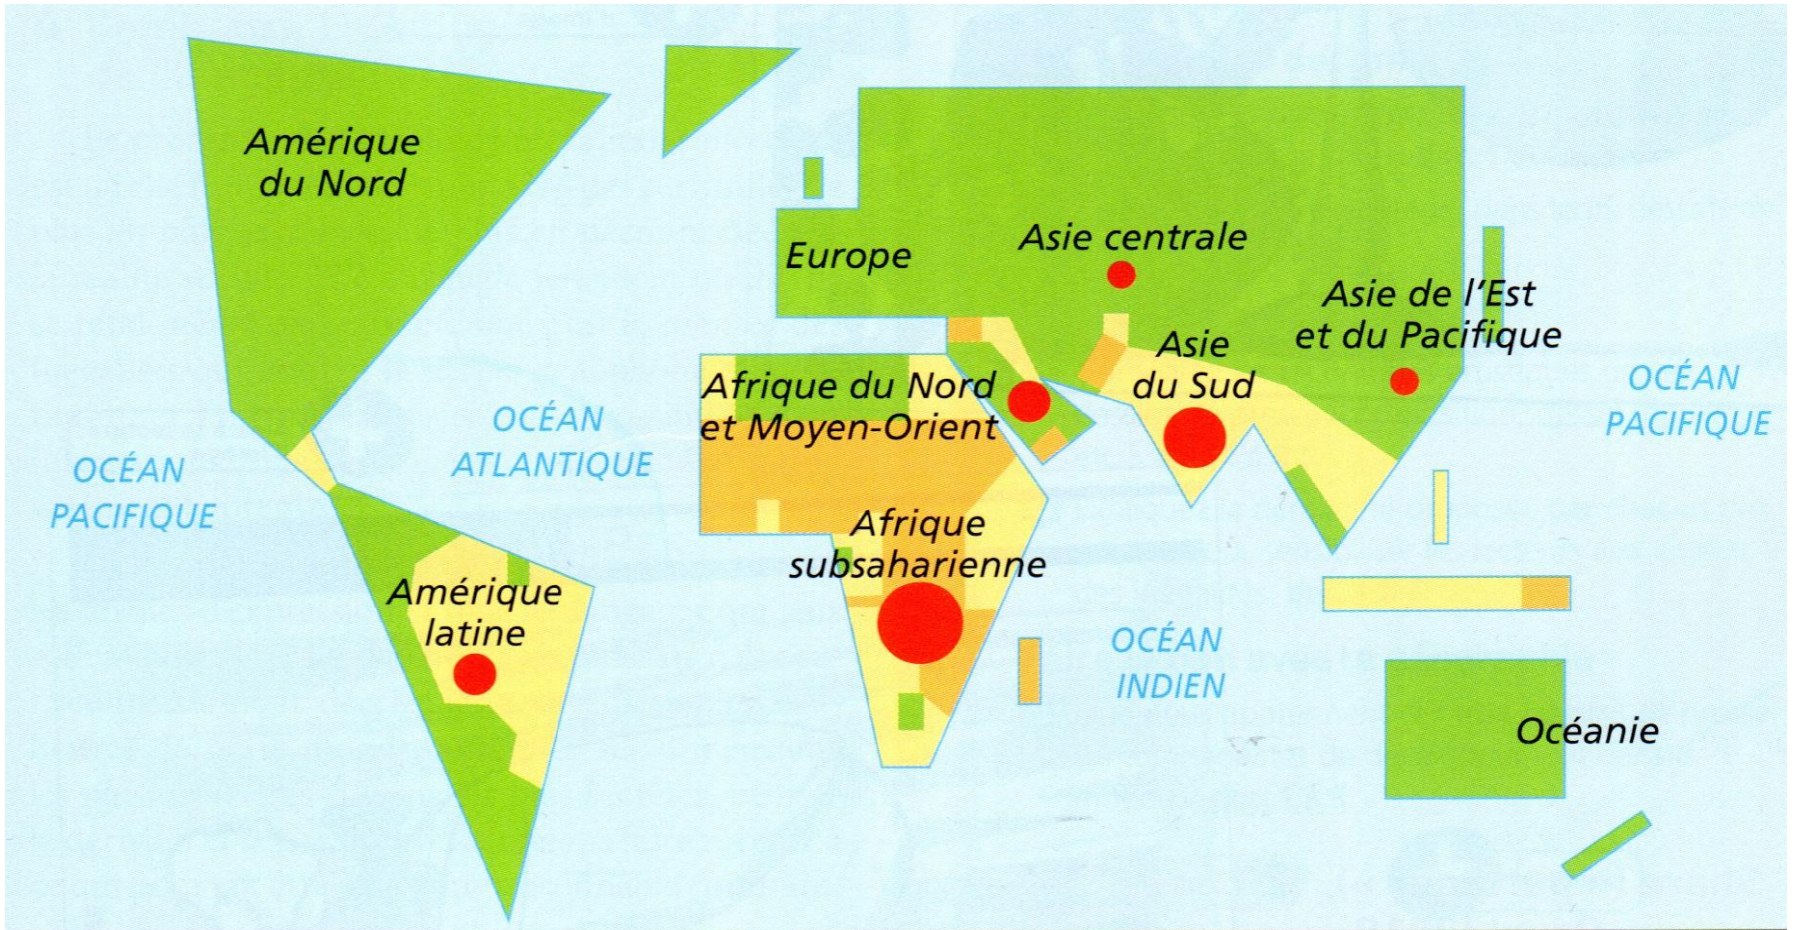 Amérique
du Nord
Europe
Asie centrale
Asie de l'Est
et du Pacifique
Asie
du Sud
Afrique du Nord
et Moyen-Orient
OCÉAN
PACIFIQUE
OCÉAN
ATLANTIQUE
OCÉAN
PACIFIQUE
Afrique
subsaharienne
Amérique
latine
OCÉAN
INDIEN
Océanie